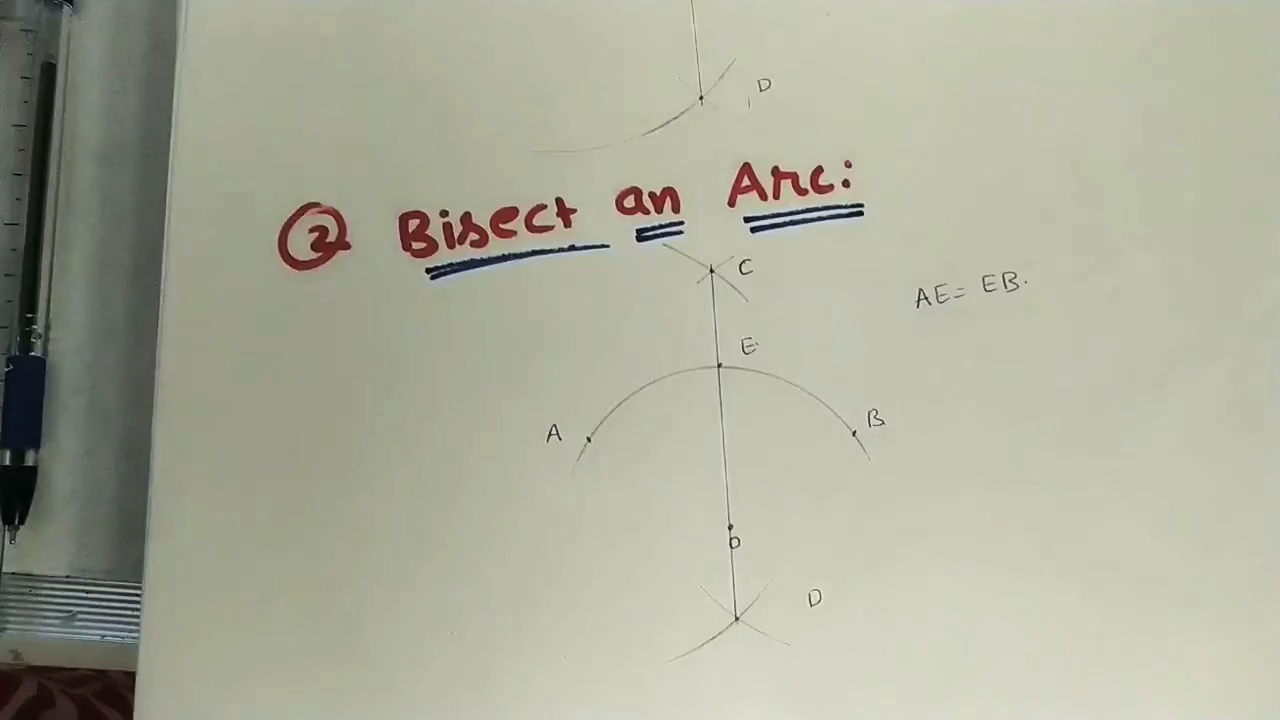 D
② Bisect an Arc:
C
AE = EB.
E
A
B
O
D